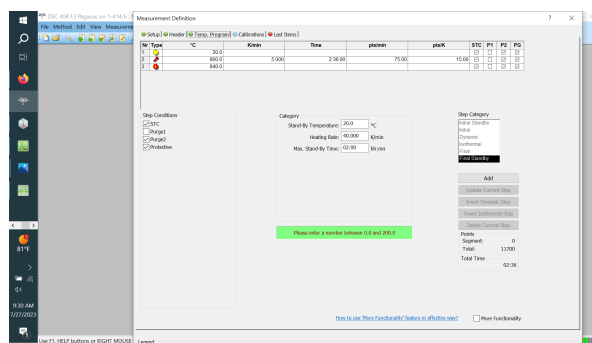 DSC 404 F3 Pegasus on 1-414/6
Measurement Definition
? ×
File Method Edit View Measureme
Setup Header Temp. Program Calibrations Last Items
Nr Type °C K/min Time pts/min pts/K STC P1 P2 PG
1 20.0
2 800.0 5.000 2:36:00 75.00 15.00
3 840.0
Step Conditions
STC
Purge1
Purge2
Protective
Category
Stand-By Temperature: 20.0 °C
Heating Rate: 40.000 K/min
Max. Stand-By Time: 02:00 hh:mm
Please enter a number between 0.0 and 200.0
Step Category
Initial Standby
Initial
Dynamic
Isothermal
Final
Final Standby
Add
Update Current Step
Insert Dynamic Step
Insert Isothermal Step
Delete Current Step
Points
Segment: 0
Total: 11700
Total Time
02:36
How to use 'More Functionality' feature in effective way?
More Functionality
81°F
9:30 AM
7/27/2023
Use F1, HELP buttons or RIGHT MOUSE
Legend